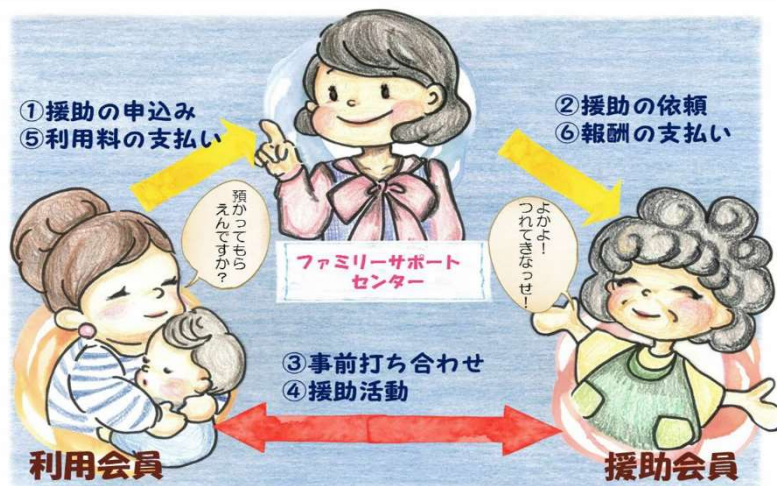 ①援助の申込み
⑤利用料の支払い
②援助の依頼
⑥報酬の支払い
預かってもら
えんですか？
よかよ！
つれてきなっせ！
ファミリーサポート
センター
③事前打ち合わせ
④援助活動
利用会員
援助会員